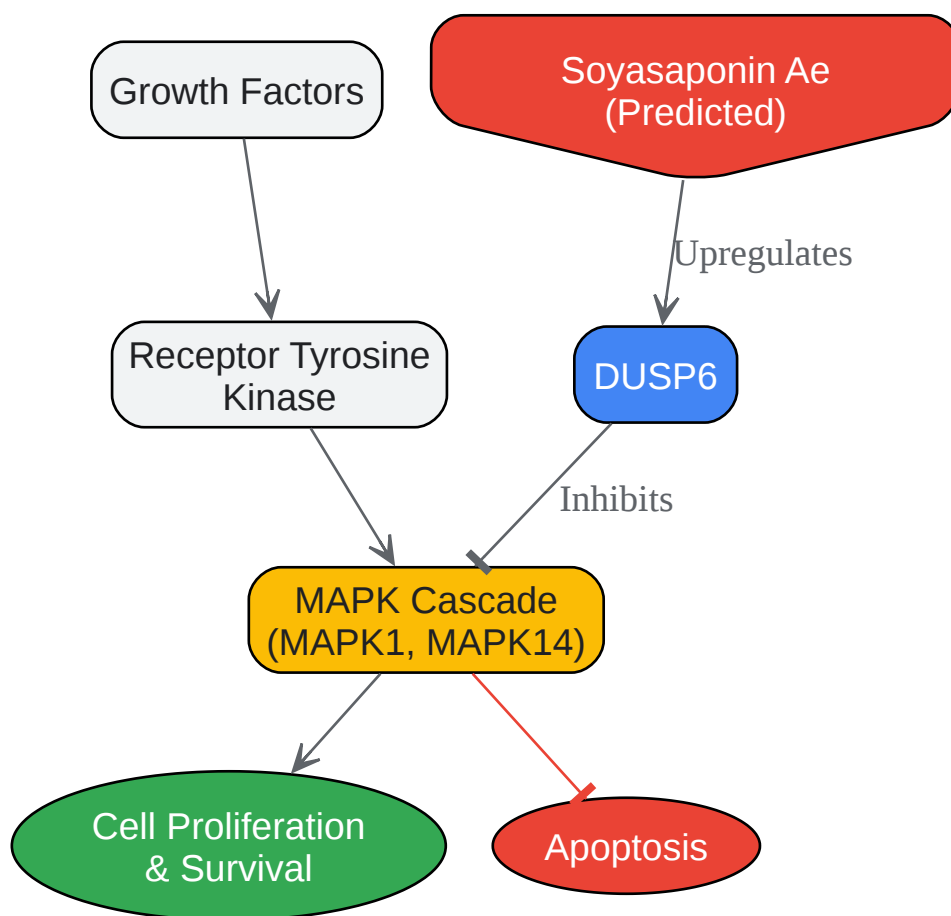 Growth Factors
Soyasaponin Ae
(Predicted)
Upregulates
Receptor Tyrosine
Kinase
DUSP6
Inhibits
MAPK Cascade
(MAPK1, MAPK14)
Cell Proliferation
& Survival
Apoptosis